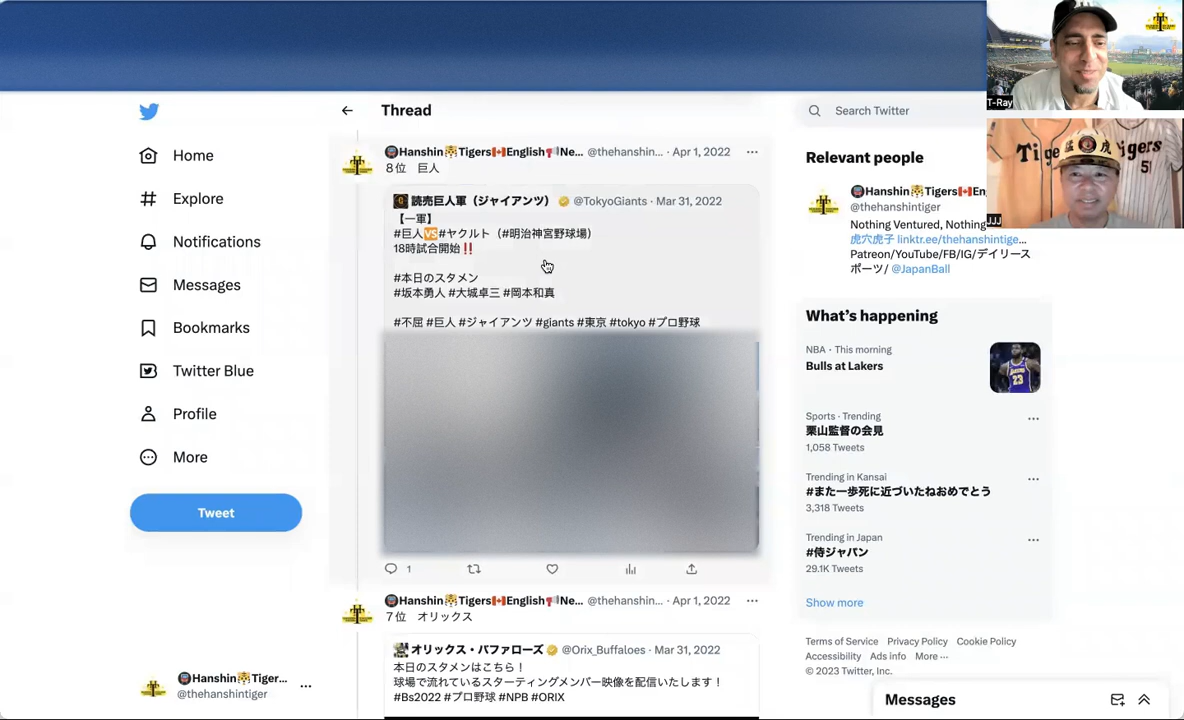 Thread
Search Twitter
T-Ray
Home
Explore
Notifications
Messages
Bookmarks
Twitter Blue
Profile
More
Tweet
Hanshin🐯Tiger...
@thehanshintiger
Hanshin🐯Tigers🇨🇦English📢Ne... @thehanshin... · Apr 1, 2022
8位 巨人
読売巨人軍（ジャイアンツ） @TokyoGiants · Mar 31, 2022
【一軍】
#巨人🆚#ヤクルト（#明治神宮野球場）
18時試合開始‼️
#本日のスタメン
#坂本勇人 #大城卓三 #岡本和真
#不屈 #巨人 #ジャイアンツ #giants #東京 #tokyo #プロ野球
1
Hanshin🐯Tigers🇨🇦English📢Ne... @thehanshin... · Apr 1, 2022
7位 オリックス
オリックス・バファローズ @Orix_Buffaloes · Mar 31, 2022
本日のスタメンはこちら！
球場で流れているスターティングメンバー映像を配信いたします！
#Bs2022 #プロ野球 #NPB #ORIX
Relevant people
Hanshin🐯Tigers🇨🇦En
@thehanshintiger
Nothing Ventured, Nothing
虎穴虎子 linktr.ee/thehanshintige...
Patreon/YouTube/FB/IG/デイリース
ポーツ/ @JapanBall
Tigers
51
JJJ
What's happening
NBA · This morning
Bulls at Lakers
Sports · Trending
栗山監督の会見
1,058 Tweets
Trending in Kansai
#また一歩死に近づいたねおめでとう
3,318 Tweets
Trending in Japan
#侍ジャパン
29.1K Tweets
Show more
Terms of Service Privacy Policy Cookie Policy
Accessibility Ads info More ···
© 2023 Twitter, Inc.
Messages